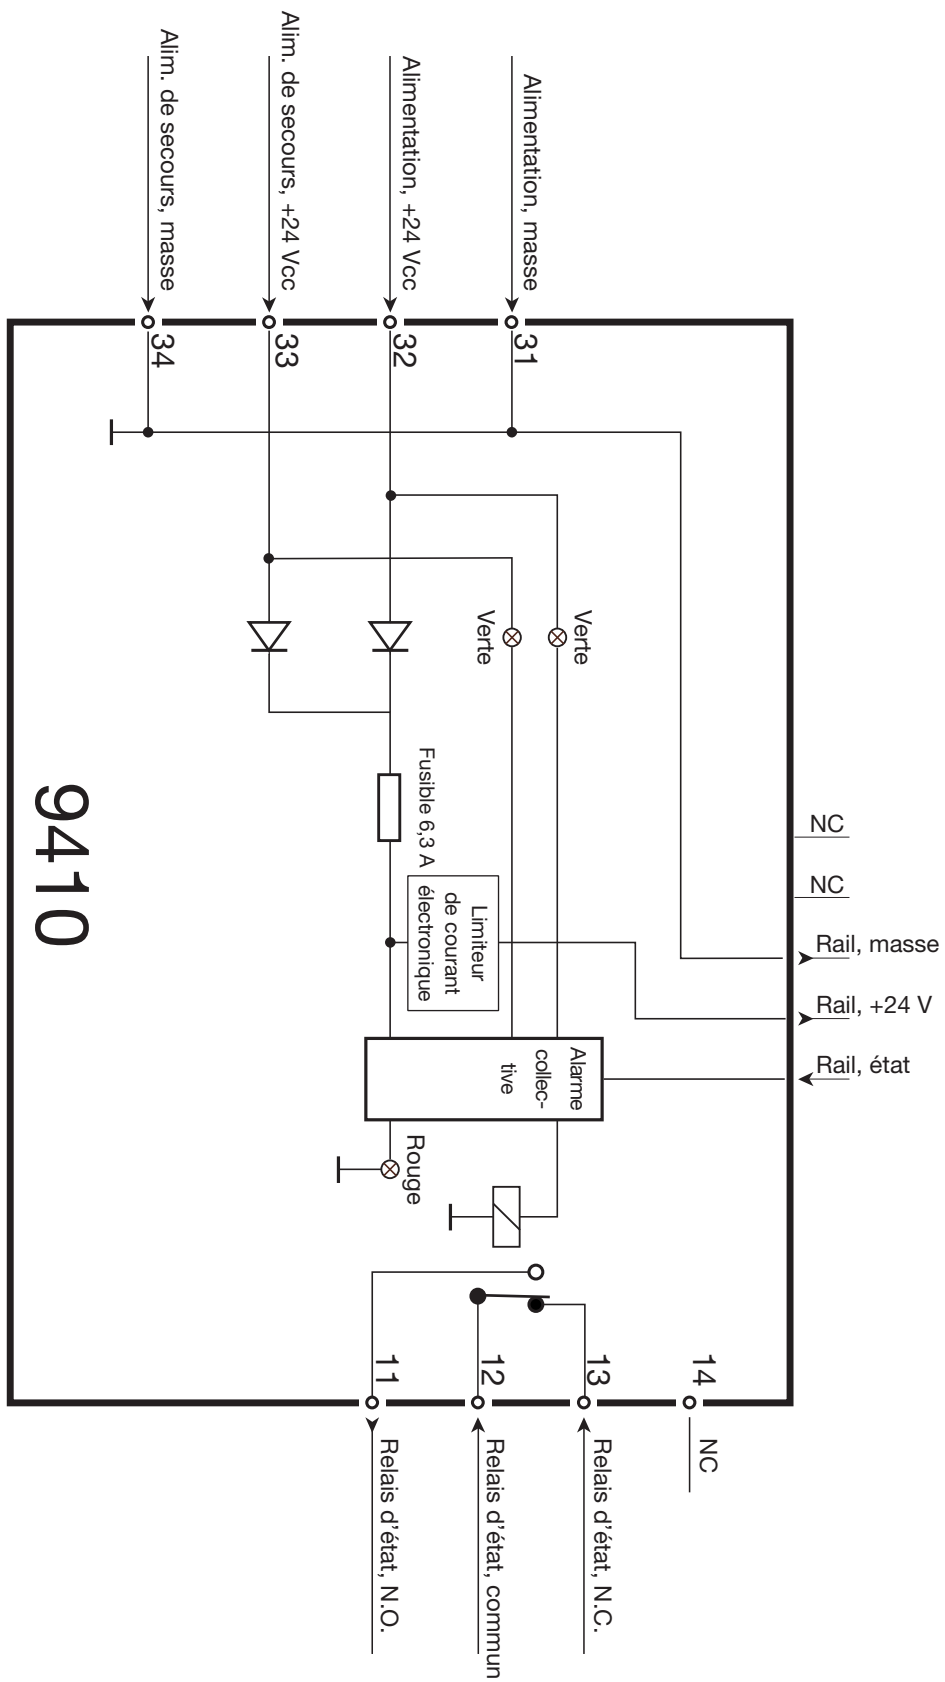 Alim. de secours, masse
Alim. de secours, +24 Vcc
Alimentation, +24 Vcc
Alimentation, masse
34
33
32
31
Verte
Verte
Fusible 6,3 A
Limiteur
de courant
électronique
Alarme
collec-
tive
Rouge
9410
NC
NC
Rail, masse
Rail, +24 V
Rail, état
11
12
13
14
Relais d'état, N.O.
Relais d'état, commun
Relais d'état, N.C.
NC